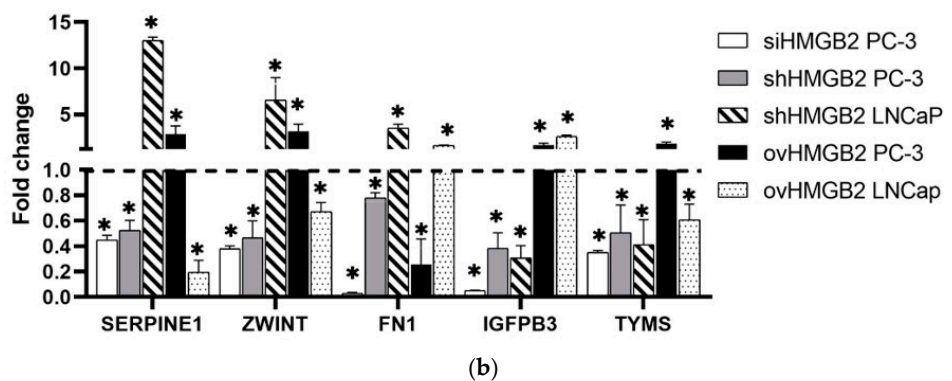 Fold change
15
10
5
1.0
0.8
0.6
0.4
0.2
0.0
* * * * * * * * * * * * * * * * * * * * * * * *
SERPINE1 ZWINT FN1 IGFPB3 TYMS
siHMGB2 PC-3
shHMGB2 PC-3
shHMGB2 LNCaP
ovHMGB2 PC-3
ovHMGB2 LNCap
(b)